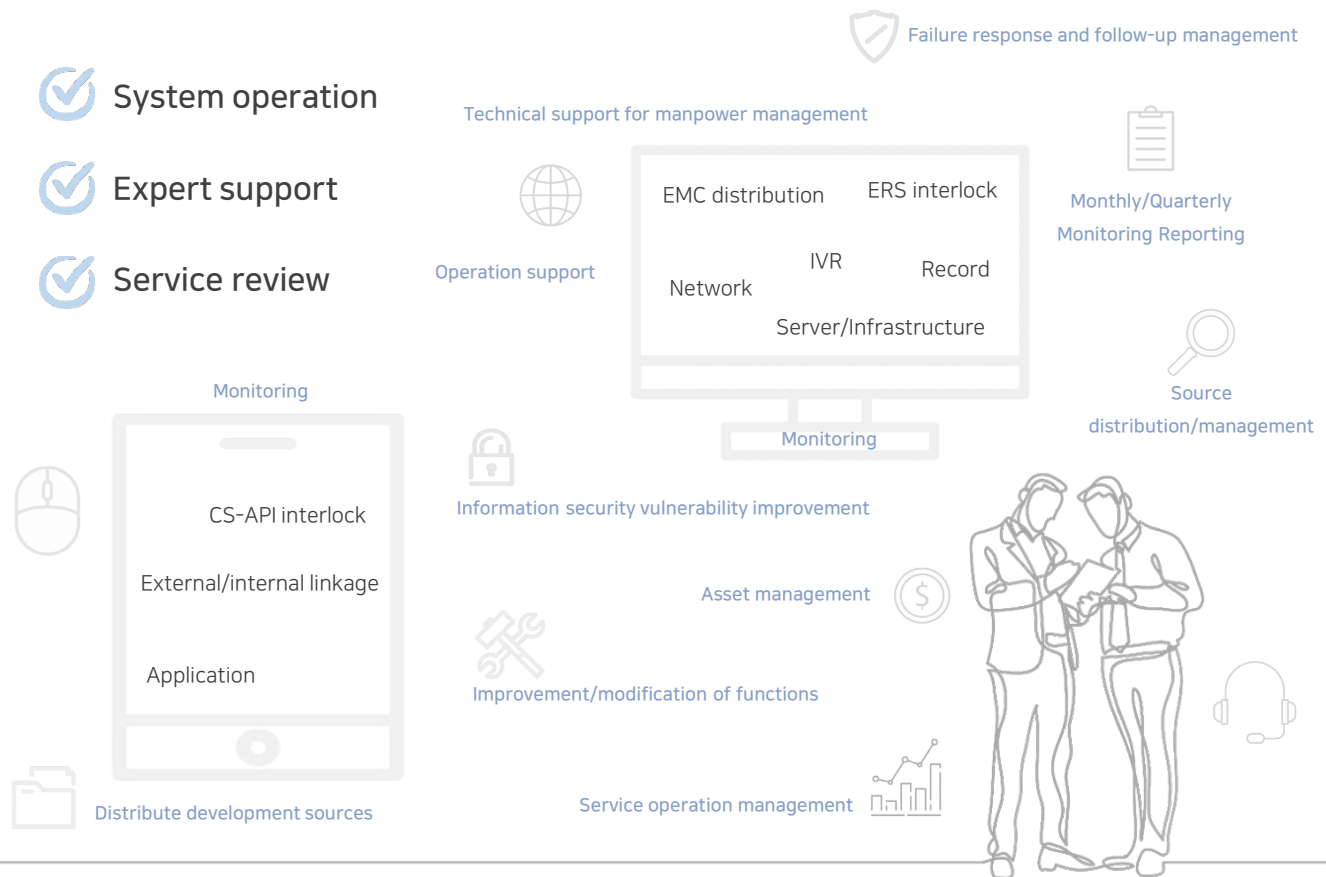 Failure response and follow-up management
System operation
Expert support
Service review
Technical support for manpower management
Operation support
EMC distribution
ERS interlock
IVR
Record
Network
Server/Infrastructure
Monitoring
Monthly/Quarterly
Monitoring Reporting
Source
distribution/management
Monitoring
CS-API interlock
External/internal linkage
Application
Information security vulnerability improvement
Asset management
$
Improvement/modification of functions
Service operation management
Distribute development sources